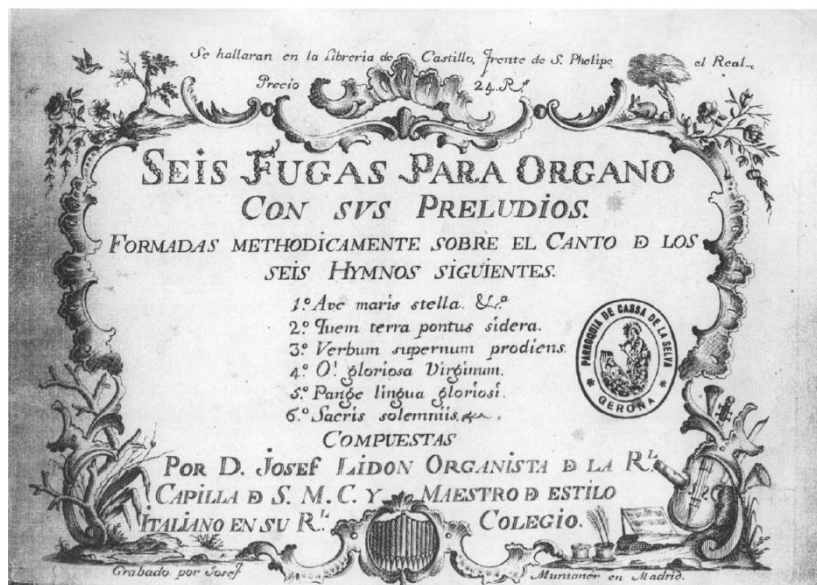 Se hallaran en la Libreria de Castillo, frente de S. Phelipe el Real.
Precio 24. R.ˢ
SEIS FUGAS PARA ORGANO
CON SVS PRELUDIOS.
FORMADAS METHODICAMENTE SOBRE EL CANTO D LOS
SEIS HYMNOS SIGUIENTES.
1.º Ave maris stella. &.ª
2.º Quem terra pontus sidera.
3.º Verbum supernum prodiens.
4.º O! gloriosa Virginum.
5.º Pange lingua gloriosi.
6.º Sacris solemniis.
PARROQUIA DE CASSA DE LA SELVA
GERONA
COMPUESTAS
POR D. JOSEF LIDON ORGANISTA D LA R.ᴸ
CAPILLA D S. M. C. Y MAESTRO D ESTILO
ITALIANO EN SU R.ᴸ COLEGIO.
Grabado por Josef Muntaner en Madrid.